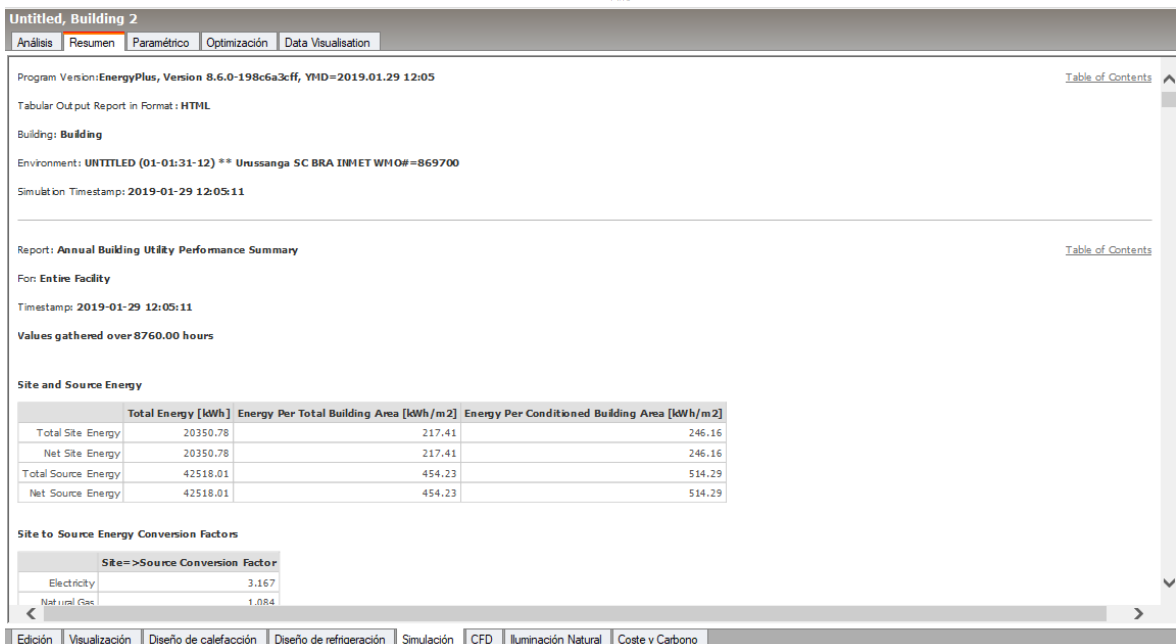 Untitled, Building 2
Análisis Resumen Paramétrico Optimización Data Visualisation
Program Version:EnergyPlus, Version 8.6.0-198c6a3cff, YMD=2019.01.29 12:05 Table of Contents
Tabular Output Report in Format: HTML
Building: Building
Environment: UNTITLED (01-01:31-12) ** Urussanga SC BRA INMET WMO#=869700
Simulation Timestamp: 2019-01-29 12:05:11
Report: Annual Building Utility Performance Summary Table of Contents
For: Entire Facility
Timestamp: 2019-01-29 12:05:11
Values gathered over 8760.00 hours
Site and Source Energy
Total Energy [kWh] Energy Per Total Building Area [kWh/m2] Energy Per Conditioned Building Area [kWh/m2]
Total Site Energy 20350.78 217.41 246.16
Net Site Energy 20350.78 217.41 246.16
Total Source Energy 42518.01 454.23 514.29
Net Source Energy 42518.01 454.23 514.29
Site to Source Energy Conversion Factors
Site=>Source Conversion Factor
Electricity 3.167
Natural Gas 1.084
Edición Visualización Diseño de calefacción Diseño de refrigeración Simulación CFD Iluminación Natural Coste y Carbono